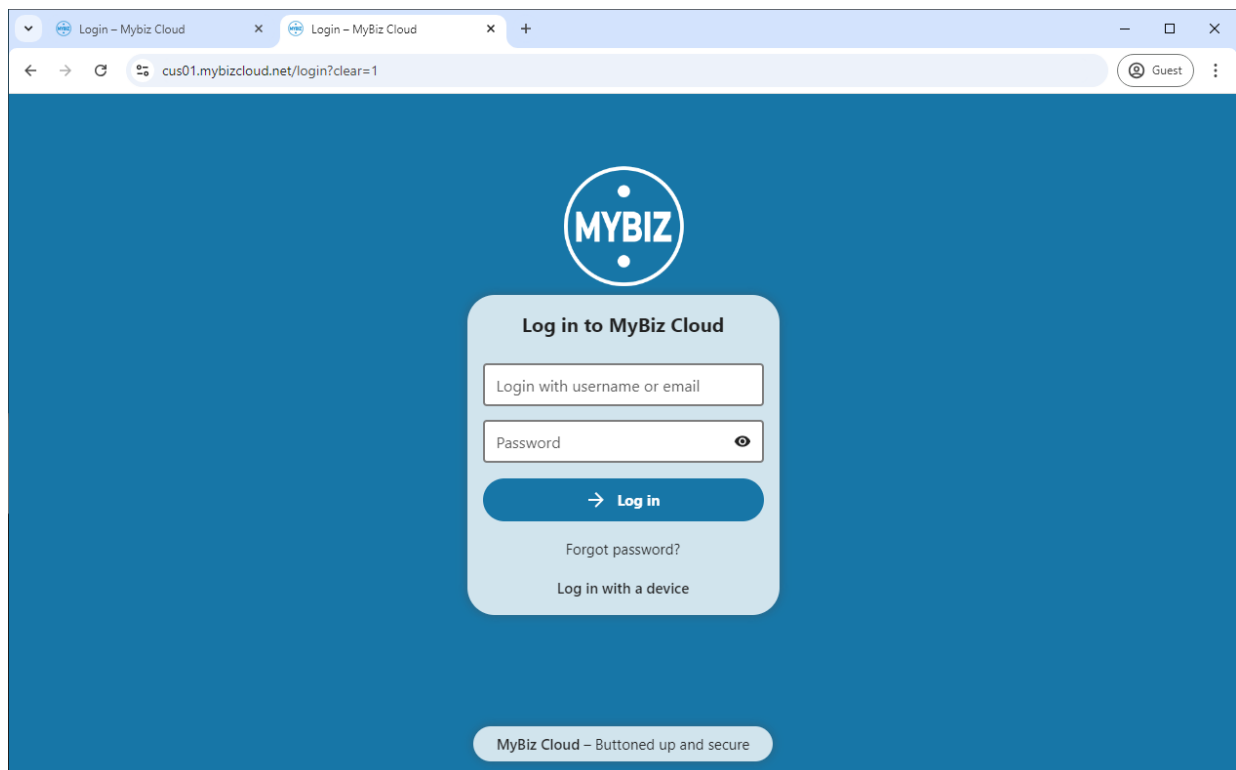 Login – Mybiz Cloud
Login – MyBiz Cloud
cus01.mybizcloud.net/login?clear=1
Guest
MYBIZ
Log in to MyBiz Cloud
Login with username or email
Password
Log in
Forgot password?
Log in with a device
MyBiz Cloud – Buttoned up and secure